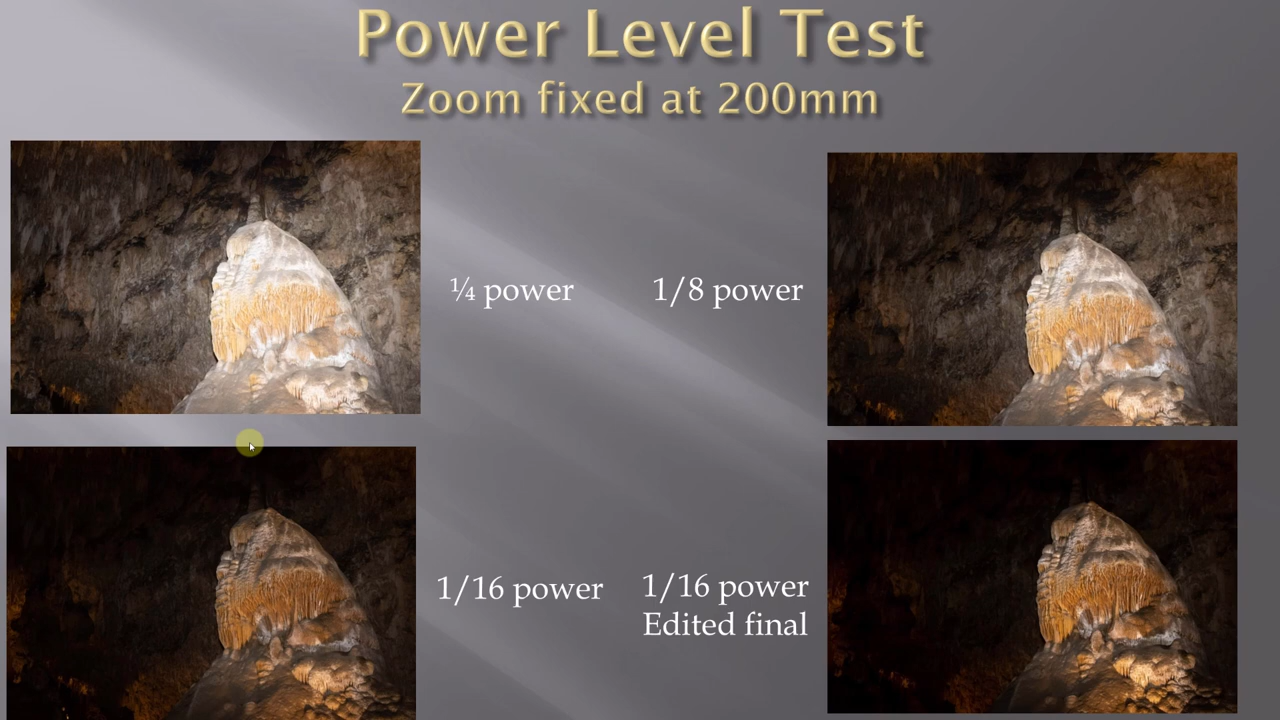 Power Level Test
Zoom fixed at 200mm
¼ power
1/8 power
1/16 power
1/16 power
Edited final